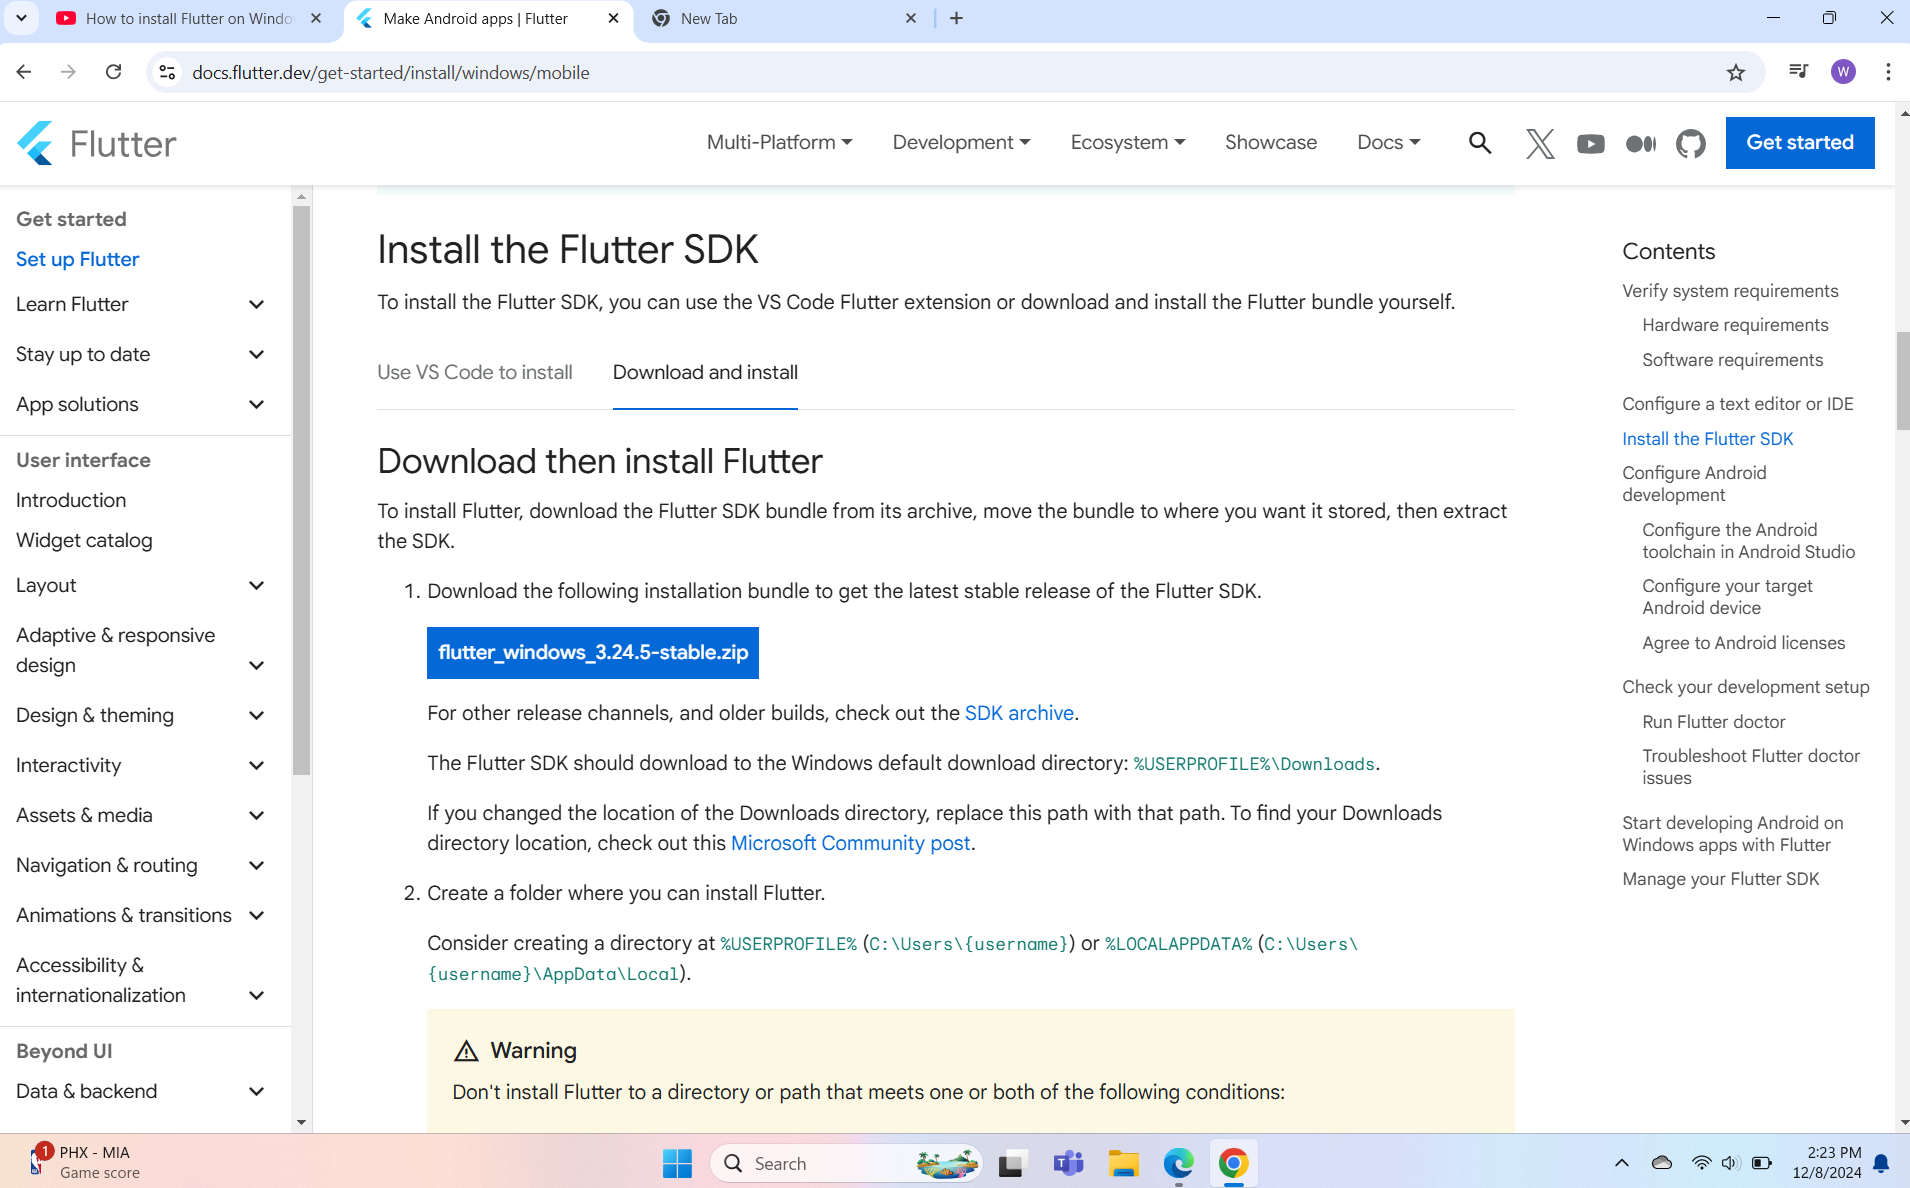 How to install Flutter on Windo
Make Android apps | Flutter
New Tab
docs.flutter.dev/get-started/install/windows/mobile
W
Flutter
Multi-Platform
Development
Ecosystem
Showcase
Docs
Get started
Get started
Set up Flutter
Learn Flutter
Stay up to date
App solutions
User interface
Introduction
Widget catalog
Layout
Adaptive & responsive
design
Design & theming
Interactivity
Assets & media
Navigation & routing
Animations & transitions
Accessibility &
internationalization
Beyond UI
Data & backend
Install the Flutter SDK
To install the Flutter SDK, you can use the VS Code Flutter extension or download and install the Flutter bundle yourself.
Use VS Code to install
Download and install
Download then install Flutter
To install Flutter, download the Flutter SDK bundle from its archive, move the bundle to where you want it stored, then extract
the SDK.
1. Download the following installation bundle to get the latest stable release of the Flutter SDK.
flutter_windows_3.24.5-stable.zip
For other release channels, and older builds, check out the SDK archive.
The Flutter SDK should download to the Windows default download directory: %USERPROFILE%\Downloads.
If you changed the location of the Downloads directory, replace this path with that path. To find your Downloads
directory location, check out this Microsoft Community post.
2. Create a folder where you can install Flutter.
Consider creating a directory at %USERPROFILE% (C:\Users\{username}) or %LOCALAPPDATA% (C:\Users\
{username}\AppData\Local).
Warning
Don't install Flutter to a directory or path that meets one or both of the following conditions:
Contents
Verify system requirements
Hardware requirements
Software requirements
Configure a text editor or IDE
Install the Flutter SDK
Configure Android
development
Configure the Android
toolchain in Android Studio
Configure your target
Android device
Agree to Android licenses
Check your development setup
Run Flutter doctor
Troubleshoot Flutter doctor
issues
Start developing Android on
Windows apps with Flutter
Manage your Flutter SDK
1
PHX - MIA
Game score
Search
2:23 PM
12/8/2024